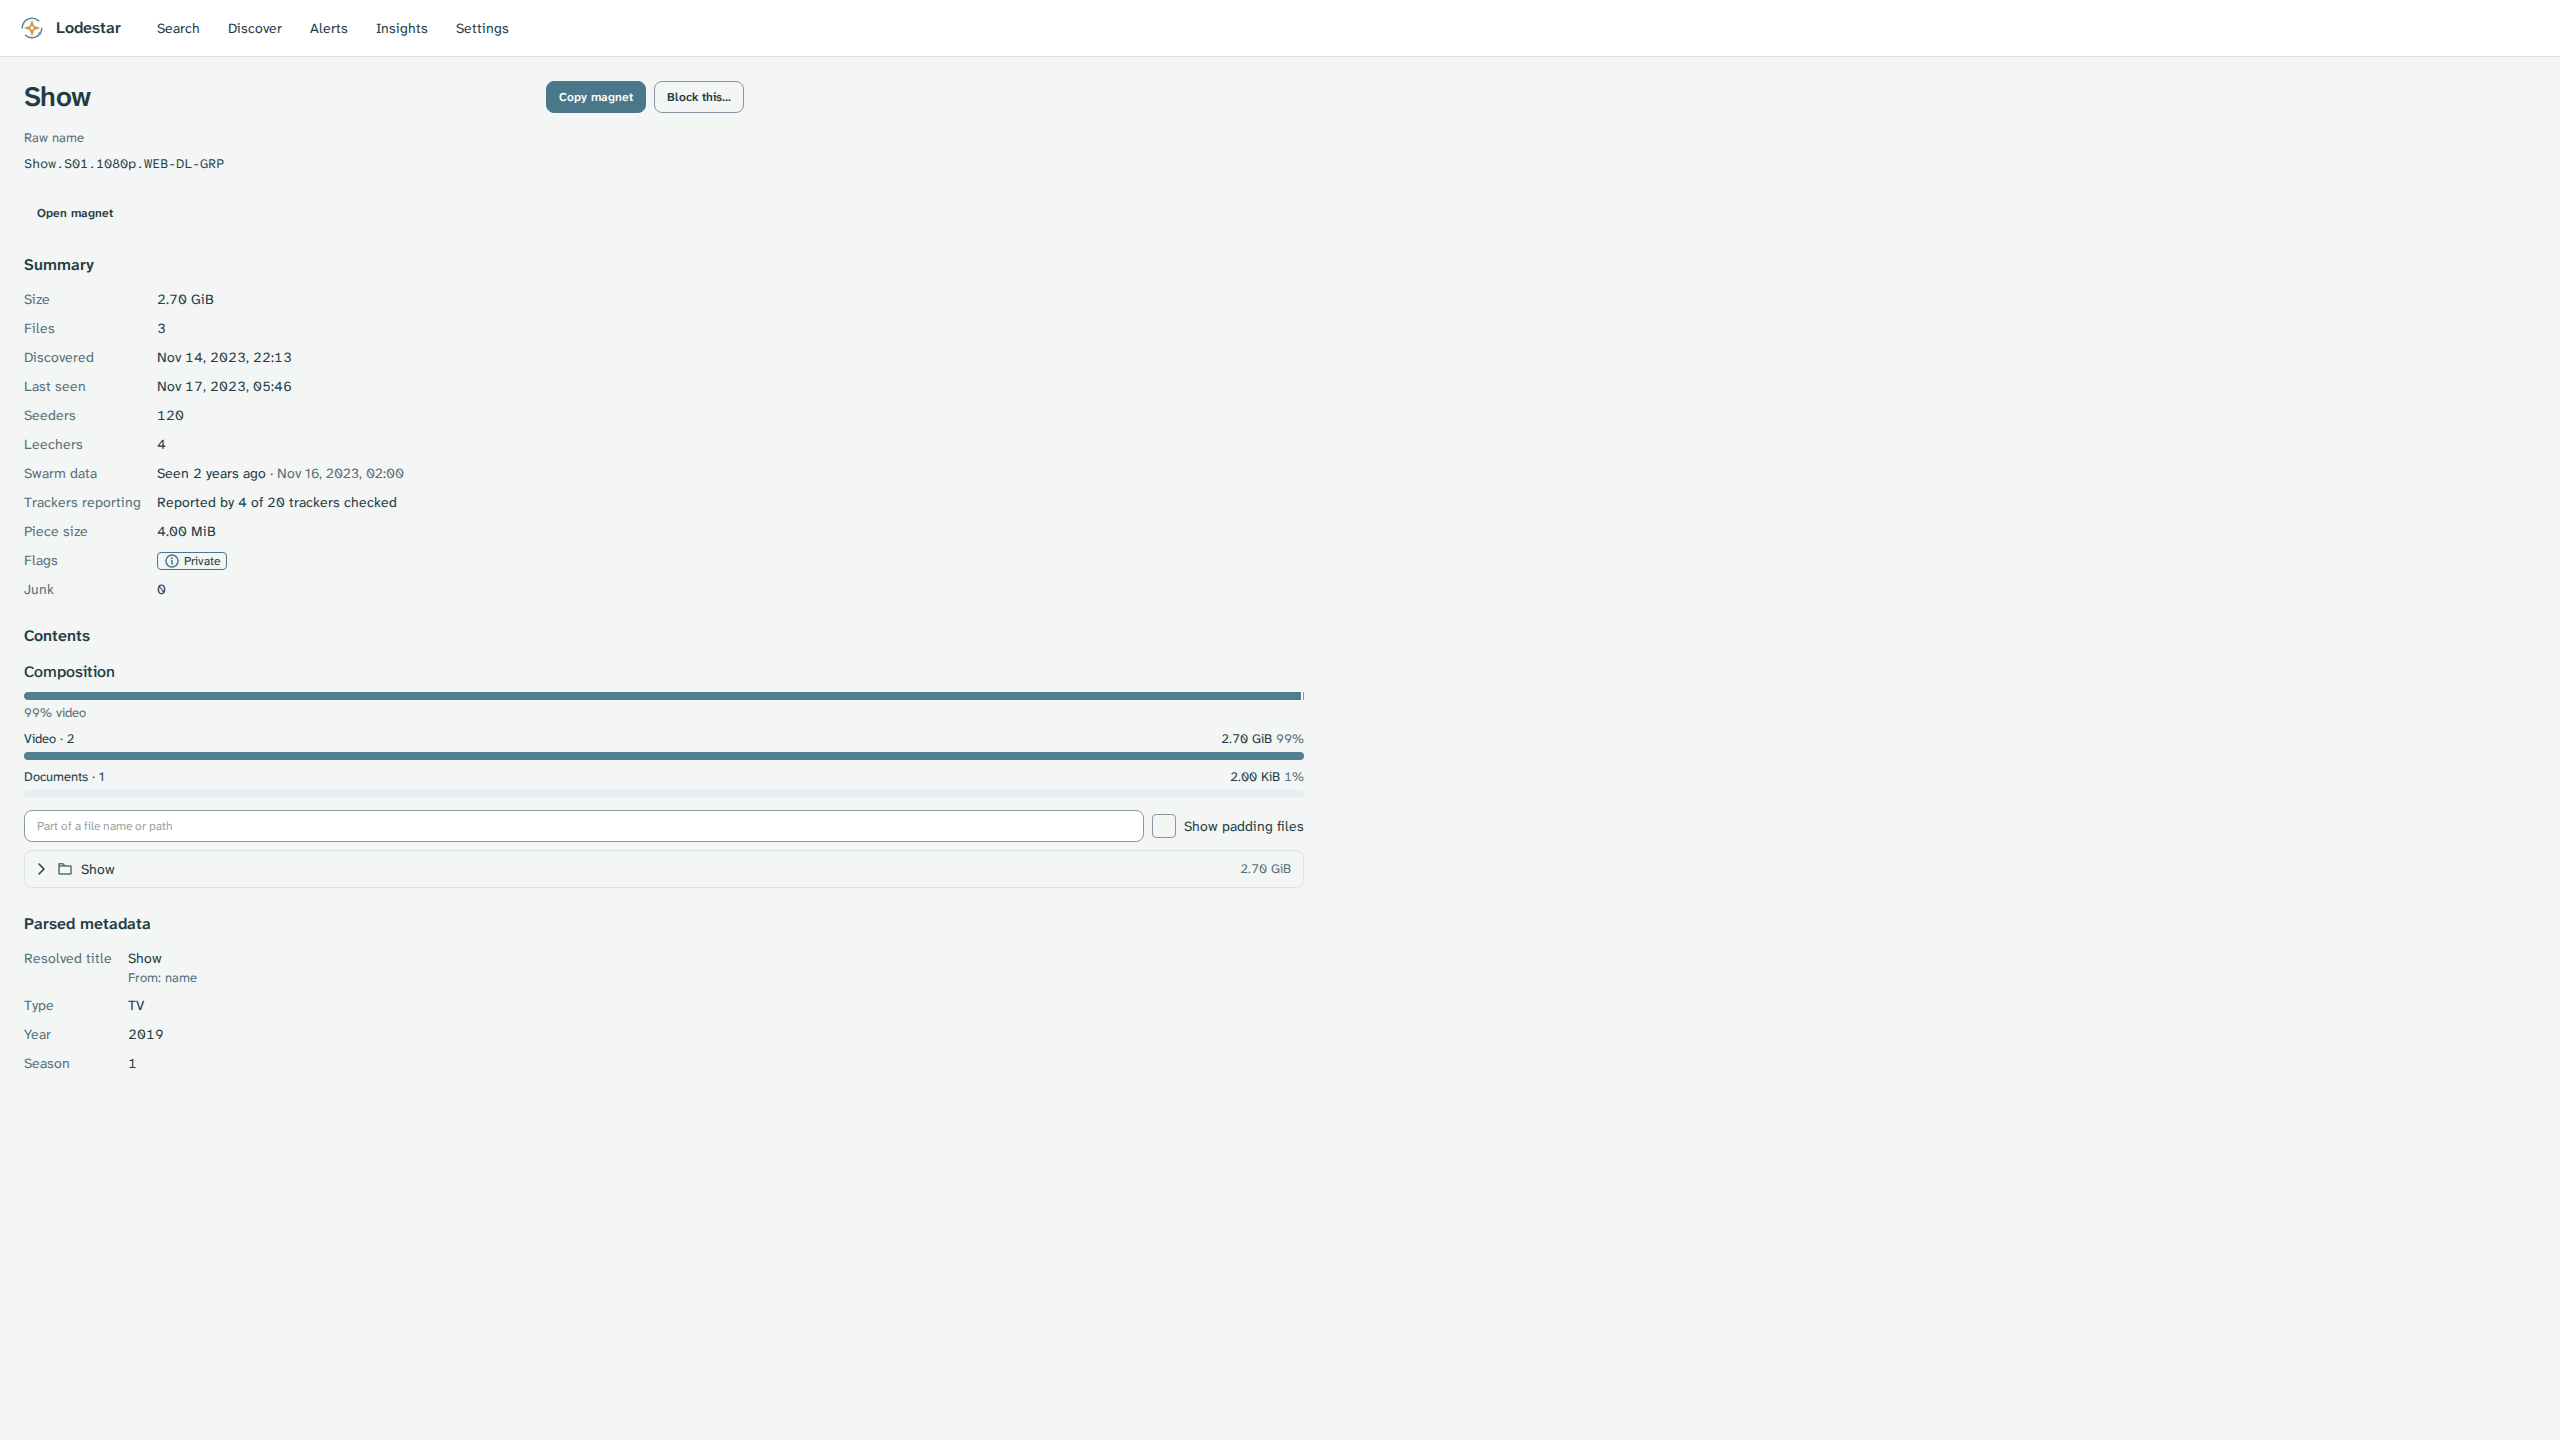 Lodestar Search Discover Alerts Insights Settings
Show Copy magnet Block this...
Raw name
Show.S01.1080p.WEB-DL-GRP
Open magnet
Summary
Size 2.70 GiB
Files 3
Discovered Nov 14, 2023, 22:13
Last seen Nov 17, 2023, 05:46
Seeders 120
Leechers 4
Swarm data Seen 2 years ago · Nov 16, 2023, 02:00
Trackers reporting Reported by 4 of 20 trackers checked
Piece size 4.00 MiB
Flags Private
Junk 0
Contents
Composition
99% video
Video · 2 2.70 GiB 99%
Documents · 1 2.00 KiB 1%
Part of a file name or path Show padding files
Show 2.70 GiB
Parsed metadata
Resolved title Show
From: name
Type TV
Year 2019
Season 1